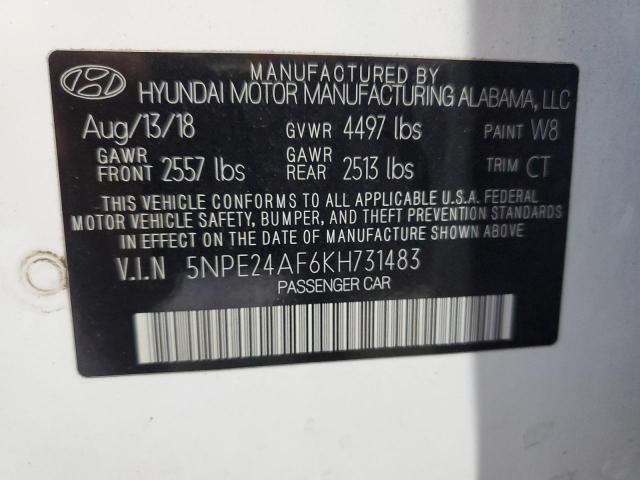 MANUFACTURED BY
HYUNDAI MOTOR MANUFACTURING ALABAMA, LLC
Aug/13/18 GVWR 4497 lbs PAINT W8
GAWR FRONT 2557 lbs GAWR REAR 2513 lbs TRIM CT
THIS VEHICLE CONFORMS TO ALL APPLICABLE U.S.A. FEDERAL
MOTOR VEHICLE SAFETY, BUMPER, AND THEFT PREVENTION STANDARDS
IN EFFECT ON THE DATE OF MANUFACTURE SHOWN ABOVE.
V.I.N 5NPE24AF6KH731483
PASSENGER CAR